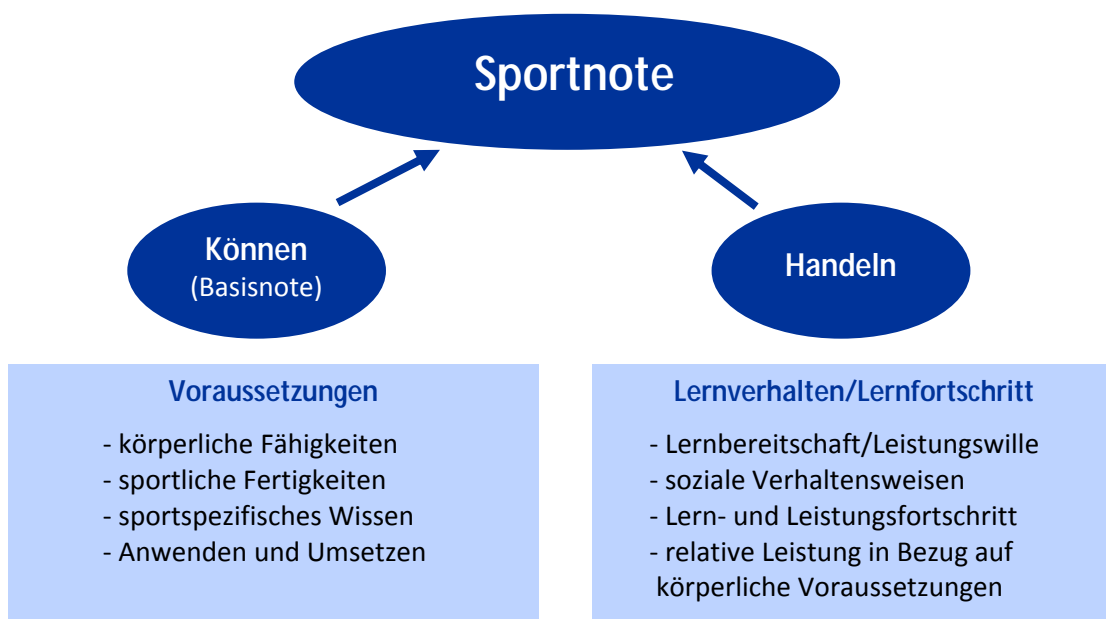 Sportnote
Können
(Basisnote)
Handeln
Voraussetzungen
- körperliche Fähigkeiten
- sportliche Fertigkeiten
- sportspezifisches Wissen
- Anwenden und Umsetzen
Lernverhalten/Lernfortschritt
- Lernbereitschaft/Leistungswille
- soziale Verhaltensweisen
- Lern- und Leistungsfortschritt
- relative Leistung in Bezug auf
körperliche Voraussetzungen